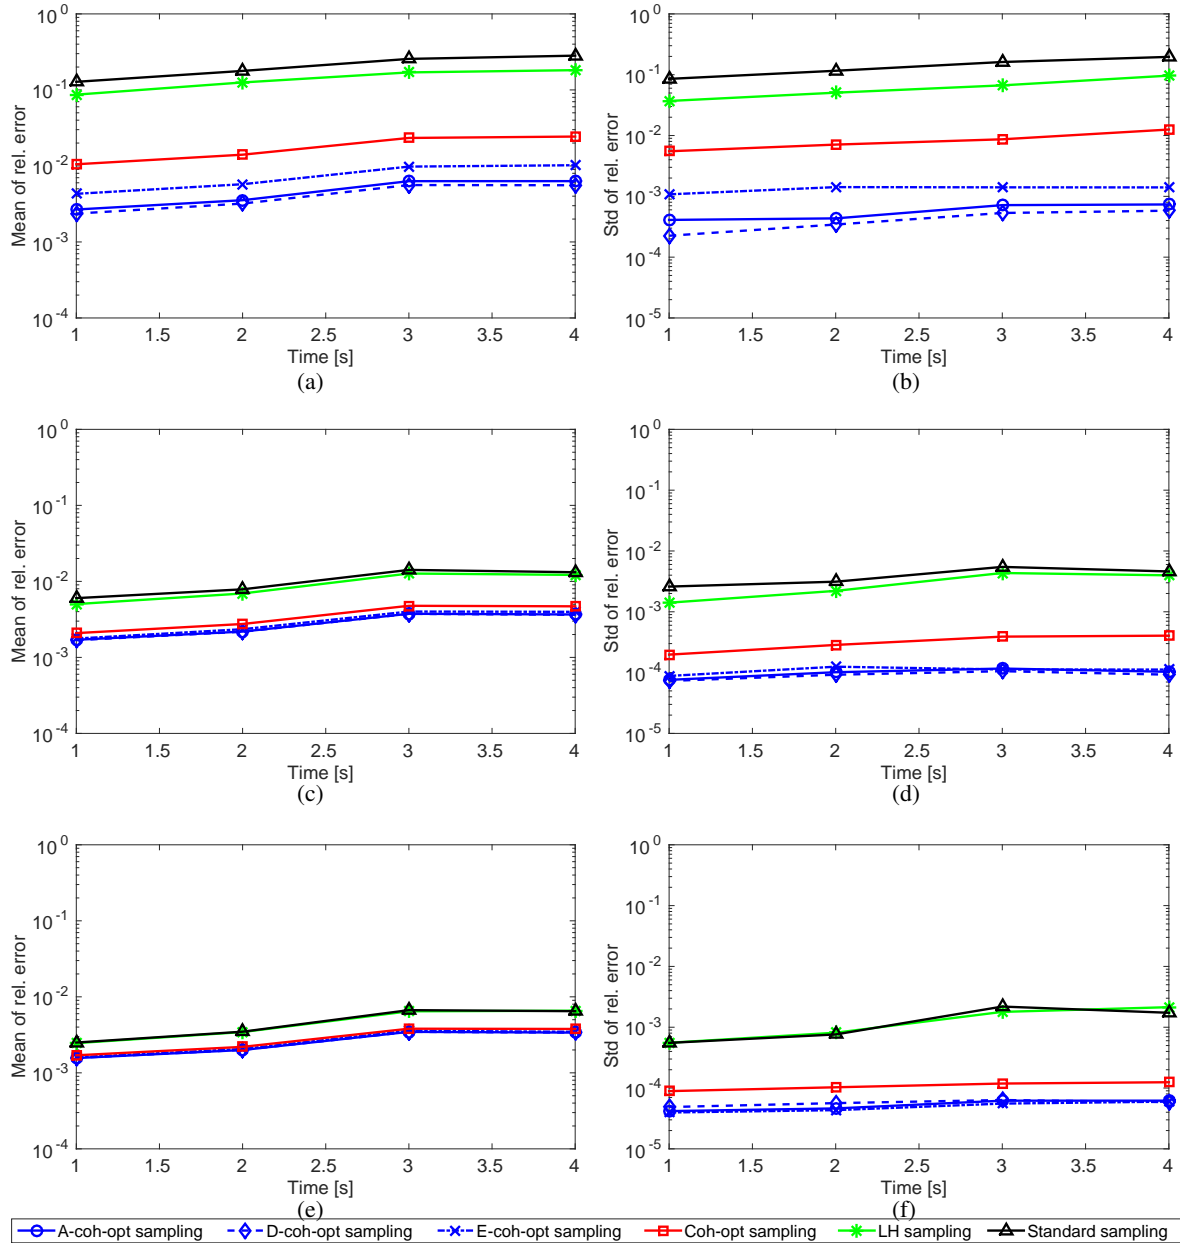 10^0
10^-1
10^-2
10^-3
10^-4
Mean of rel. error
1 1.5 2 2.5 3 3.5 4
Time [s]
(a)
10^0
10^-1
10^-2
10^-3
10^-4
10^-5
Std of rel. error
1 1.5 2 2.5 3 3.5 4
Time [s]
(b)
10^0
10^-1
10^-2
10^-3
10^-4
Mean of rel. error
1 1.5 2 2.5 3 3.5 4
Time [s]
(c)
10^0
10^-1
10^-2
10^-3
10^-4
10^-5
Std of rel. error
1 1.5 2 2.5 3 3.5 4
Time [s]
(d)
10^0
10^-1
10^-2
10^-3
10^-4
Mean of rel. error
1 1.5 2 2.5 3 3.5 4
Time [s]
(e)
10^0
10^-1
10^-2
10^-3
10^-4
10^-5
Std of rel. error
1 1.5 2 2.5 3 3.5 4
Time [s]
(f)
A-coh-opt sampling D-coh-opt sampling E-coh-opt sampling Coh-opt sampling LH sampling Standard sampling